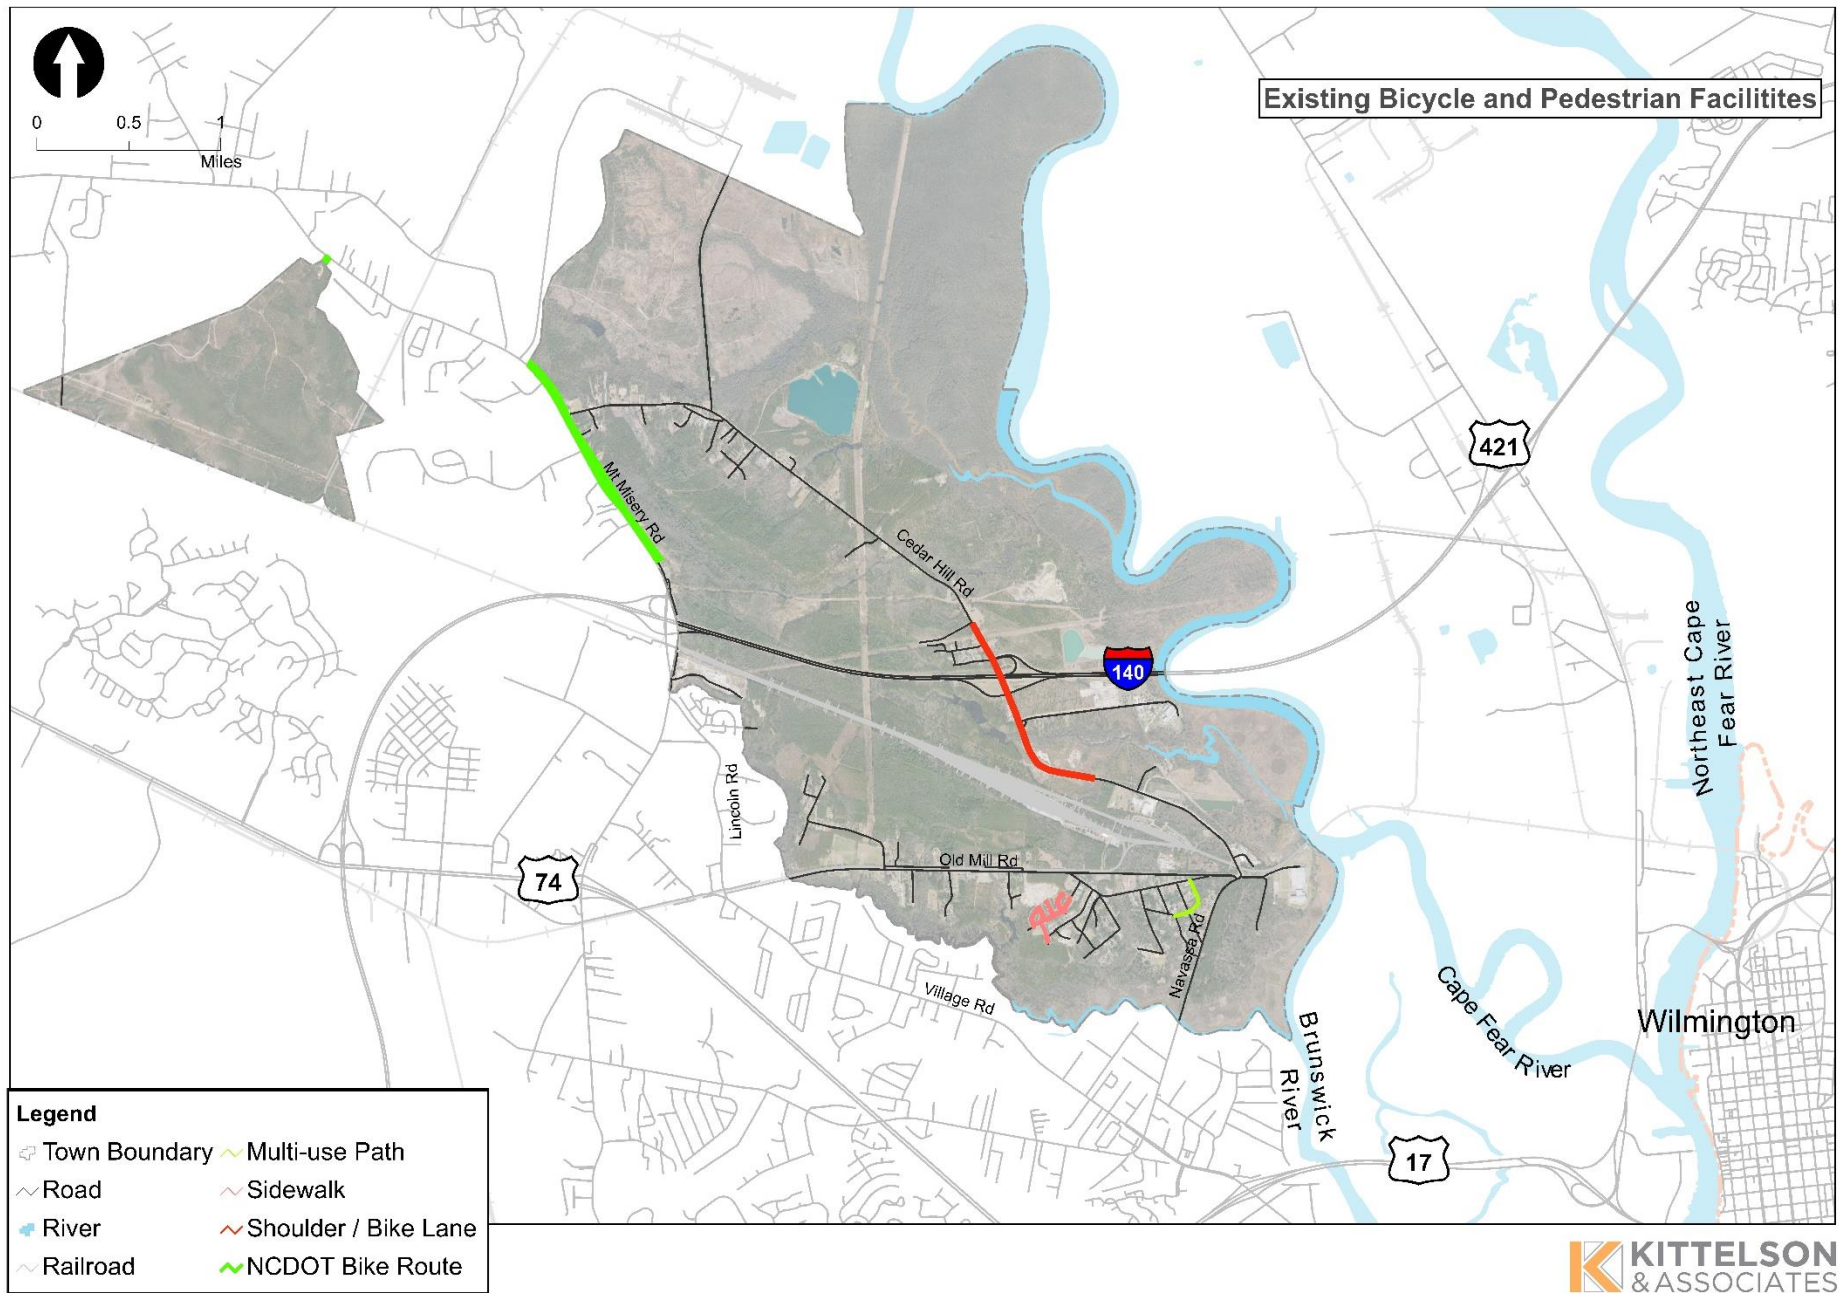 Existing Bicycle and Pedestrian Facilitites
0 0.5 1
Miles
421
Mt Misery Rd
Cedar Hill Rd
140
Northeast Cape
Fear River
Lincoln Rd
74
Old Mill Rd
Navassa Rd
Village Rd
Cape Fear River
Wilmington
Brunswick
River
17
Legend
Town Boundary
Multi-use Path
Road
Sidewalk
River
Shoulder / Bike Lane
Railroad
NCDOT Bike Route
KITTELSON
& ASSOCIATES